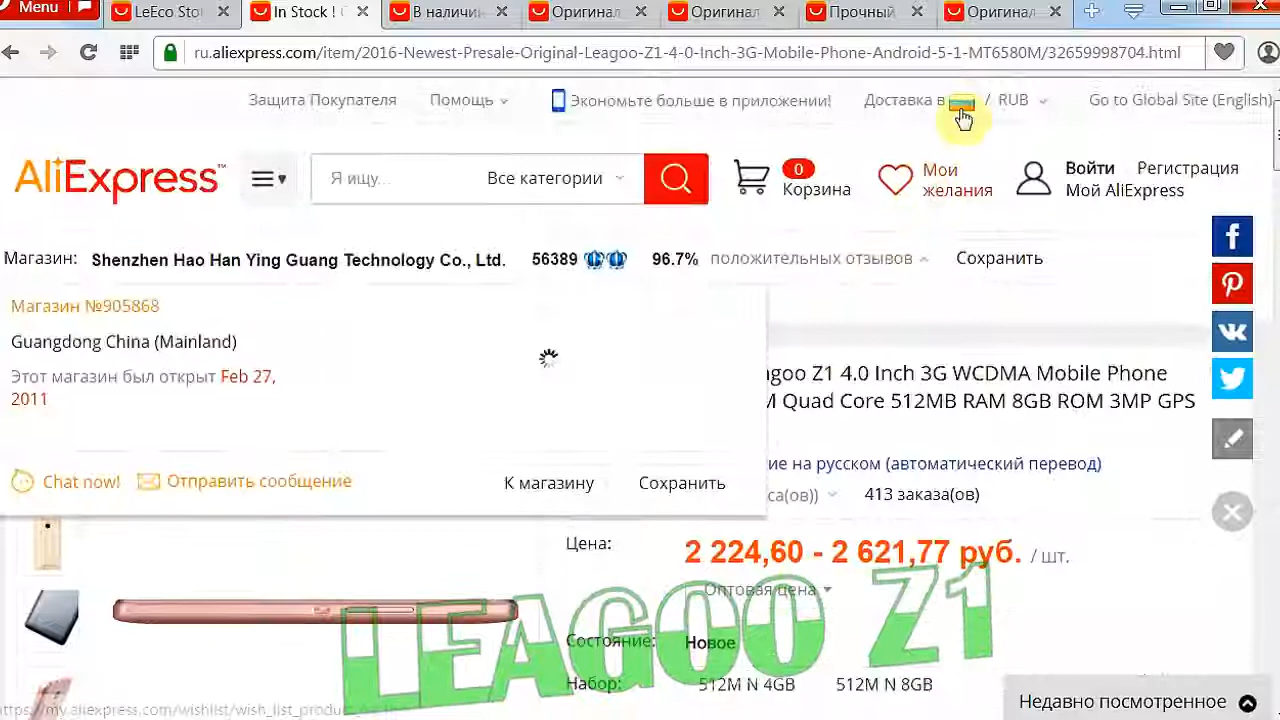 Menu
LeEco Sto
In Stock !
В наличи
Оригинал
Оригинал
Прочный
Оригинал
ru.aliexpress.com/item/2016-Newest-Presale-Original-Leagoo-Z1-4-0-Inch-3G-Mobile-Phone-Android-5-1-MT6580M/32659998704.html
Защита Покупателя Помощь Экономьте больше в приложении! Доставка в / RUB Go to Global Site (English)
AliExpress™
Я ищу... Все категории
0
Корзина
Мои
желания
Войти Регистрация
Мой AliExpress
Магазин: Shenzhen Hao Han Ying Guang Technology Co., Ltd. 56389 96.7% положительных отзывов Сохранить
Магазин №905868
Guangdong China (Mainland)
Этот магазин был открыт Feb 27,
2011
Chat now! Отправить сообщение К магазину Сохранить
goo Z1 4.0 Inch 3G WCDMA Mobile Phone
Quad Core 512MB RAM 8GB ROM 3MP GPS
ие на русском (автоматический перевод)
са(ов)) 413 заказа(ов)
Цена: 2 224,60 - 2 621,77 руб. / шт.
Оптовая цена
LEAGOO Z1
Состояние: Новое
Набор: 512M N 4GB 512M N 8GB
Недавно посмотренное